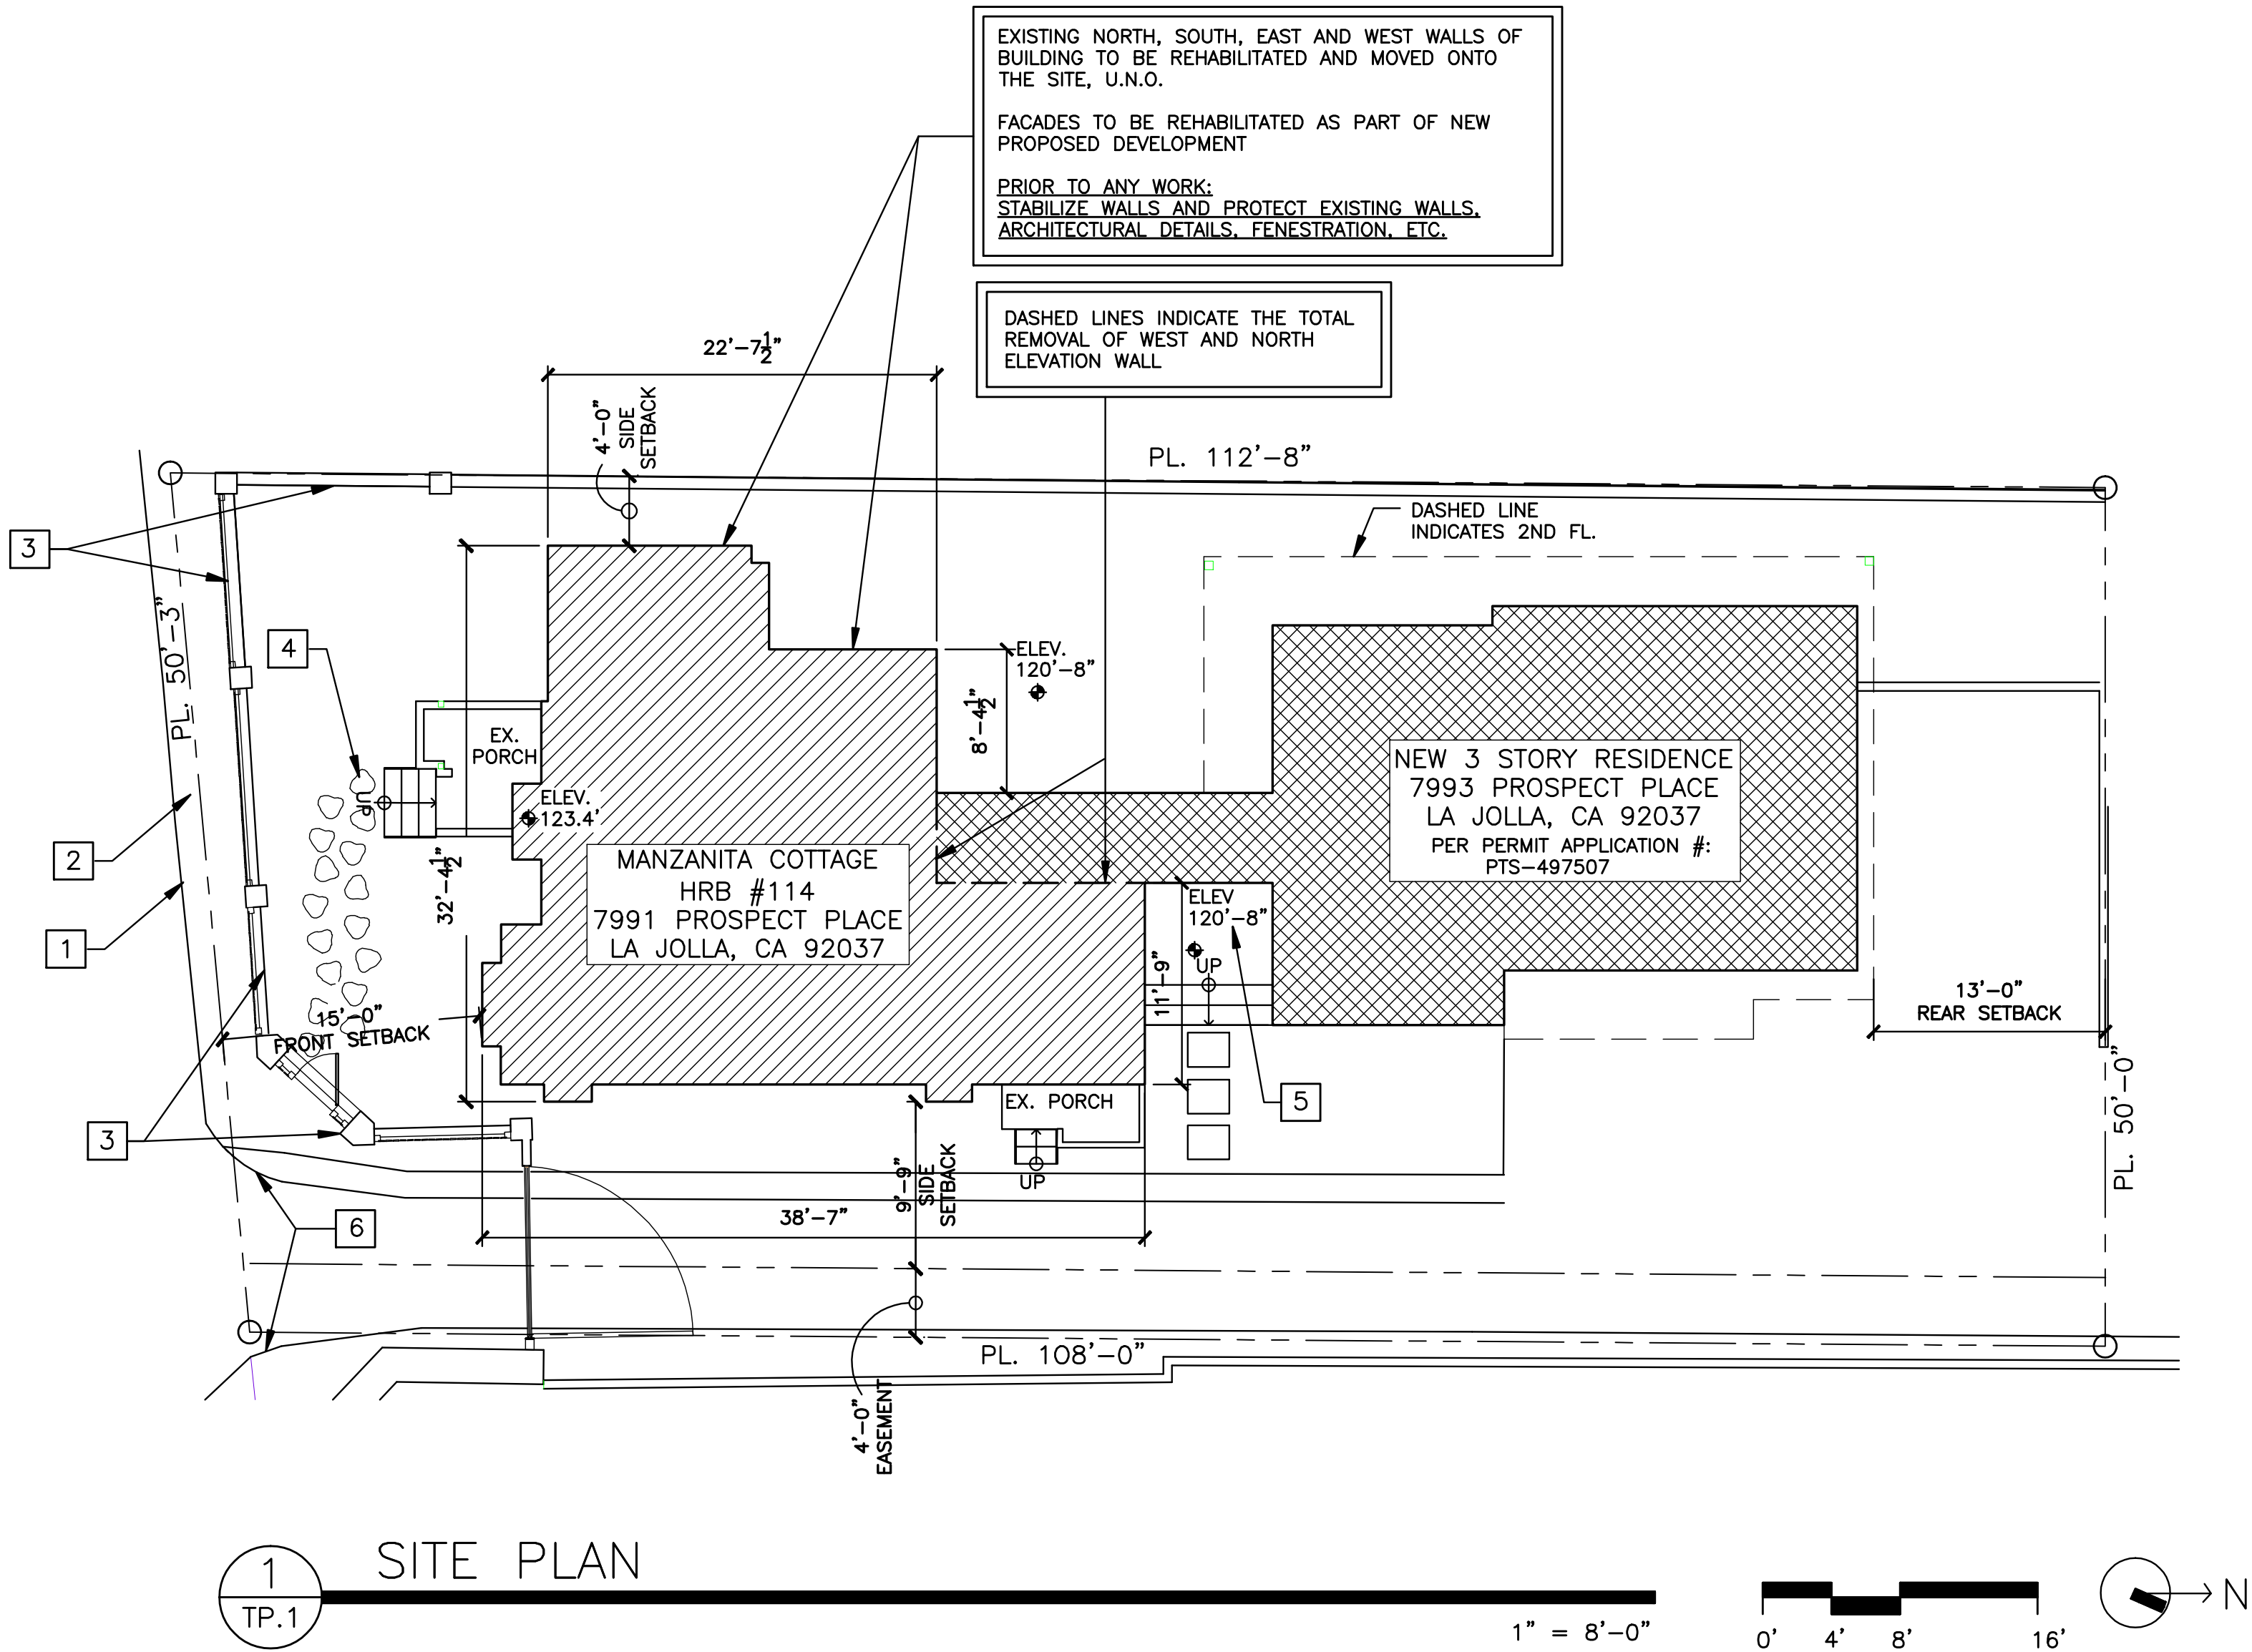 EXISTING NORTH, SOUTH, EAST AND WEST WALLS OF
BUILDING TO BE REHABILITATED AND MOVED ONTO
THE SITE, U.N.O.
FACADES TO BE REHABILITATED AS PART OF NEW
PROPOSED DEVELOPMENT
PRIOR TO ANY WORK:
STABILIZE WALLS AND PROTECT EXISTING WALLS,
ARCHITECTURAL DETAILS, FENESTRATION, ETC.
DASHED LINES INDICATE THE TOTAL
REMOVAL OF WEST AND NORTH
ELEVATION WALL
22'-7 1/2"
4'-0"
SIDE
SETBACK
PL. 112'-8"
DASHED LINE
INDICATES 2ND FL.
3
PL. 50'-3"
4
ELEV.
120'-8"
8'-4 1/2"
EX.
PORCH
UP
ELEV.
123.4'
32'-4 1/2"
NEW 3 STORY RESIDENCE
7993 PROSPECT PLACE
LA JOLLA, CA 92037
PER PERMIT APPLICATION #:
PTS-497507
2
1
MANZANITA COTTAGE
HRB #114
7991 PROSPECT PLACE
LA JOLLA, CA 92037
ELEV
120'-8"
UP
11'-9"
15'-0"
FRONT SETBACK
13'-0"
REAR SETBACK
3
EX. PORCH
5
UP
PL. 50'-0"
9'-9"
SIDE
SETBACK
38'-7"
6
PL. 108'-0"
4'-0"
EASEMENT
1
TP.1
SITE PLAN
1" = 8'-0"
0' 4' 8' 16'
N